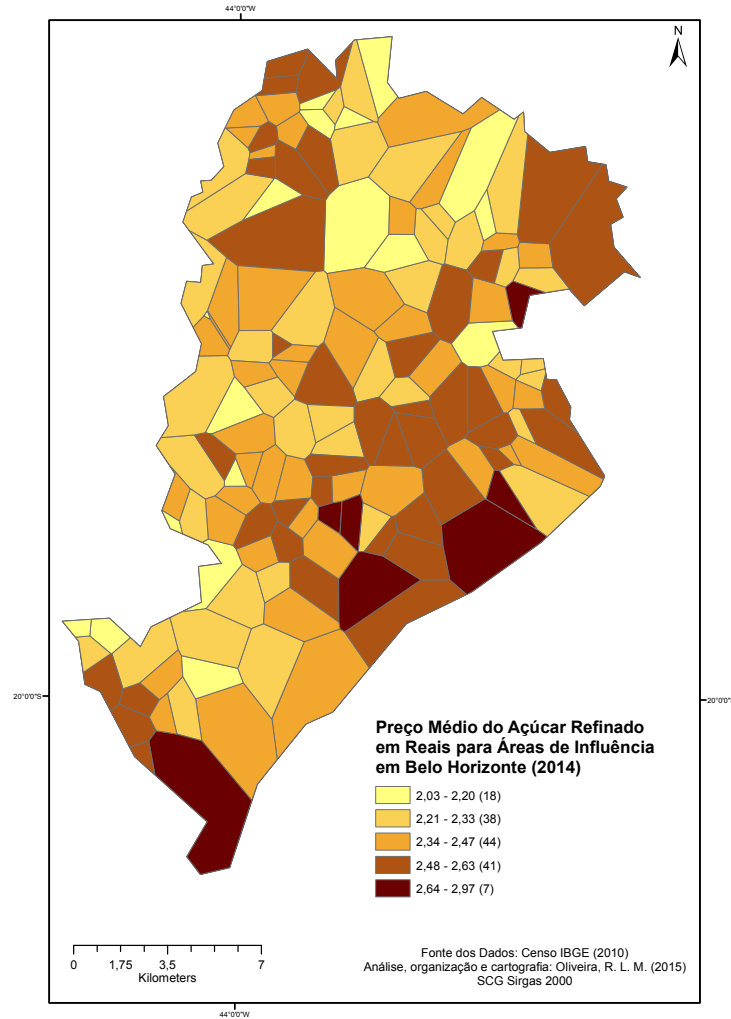 44°0'0"W
N
20°0'0"S
20°0'0"S
Preço Médio do Açúcar Refinado
em Reais para Áreas de Influência
em Belo Horizonte (2014)
2,03 - 2,20 (18)
2,21 - 2,33 (38)
2,34 - 2,47 (44)
2,48 - 2,63 (41)
2,64 - 2,97 (7)
0 1,75 3,5 7
Kilometers
Fonte dos Dados: Censo IBGE (2010)
Análise, organização e cartografia: Oliveira, R. L. M. (2015)
SCG Sirgas 2000
44°0'0"W